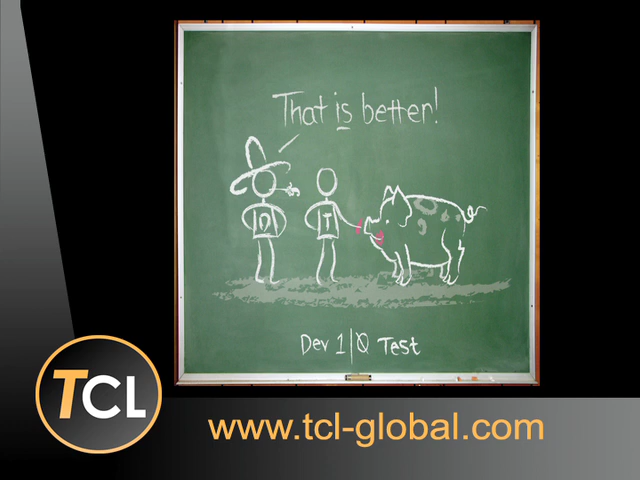 That is better!
D T
Dev 1|0 Test
TCL
www.tcl-global.com